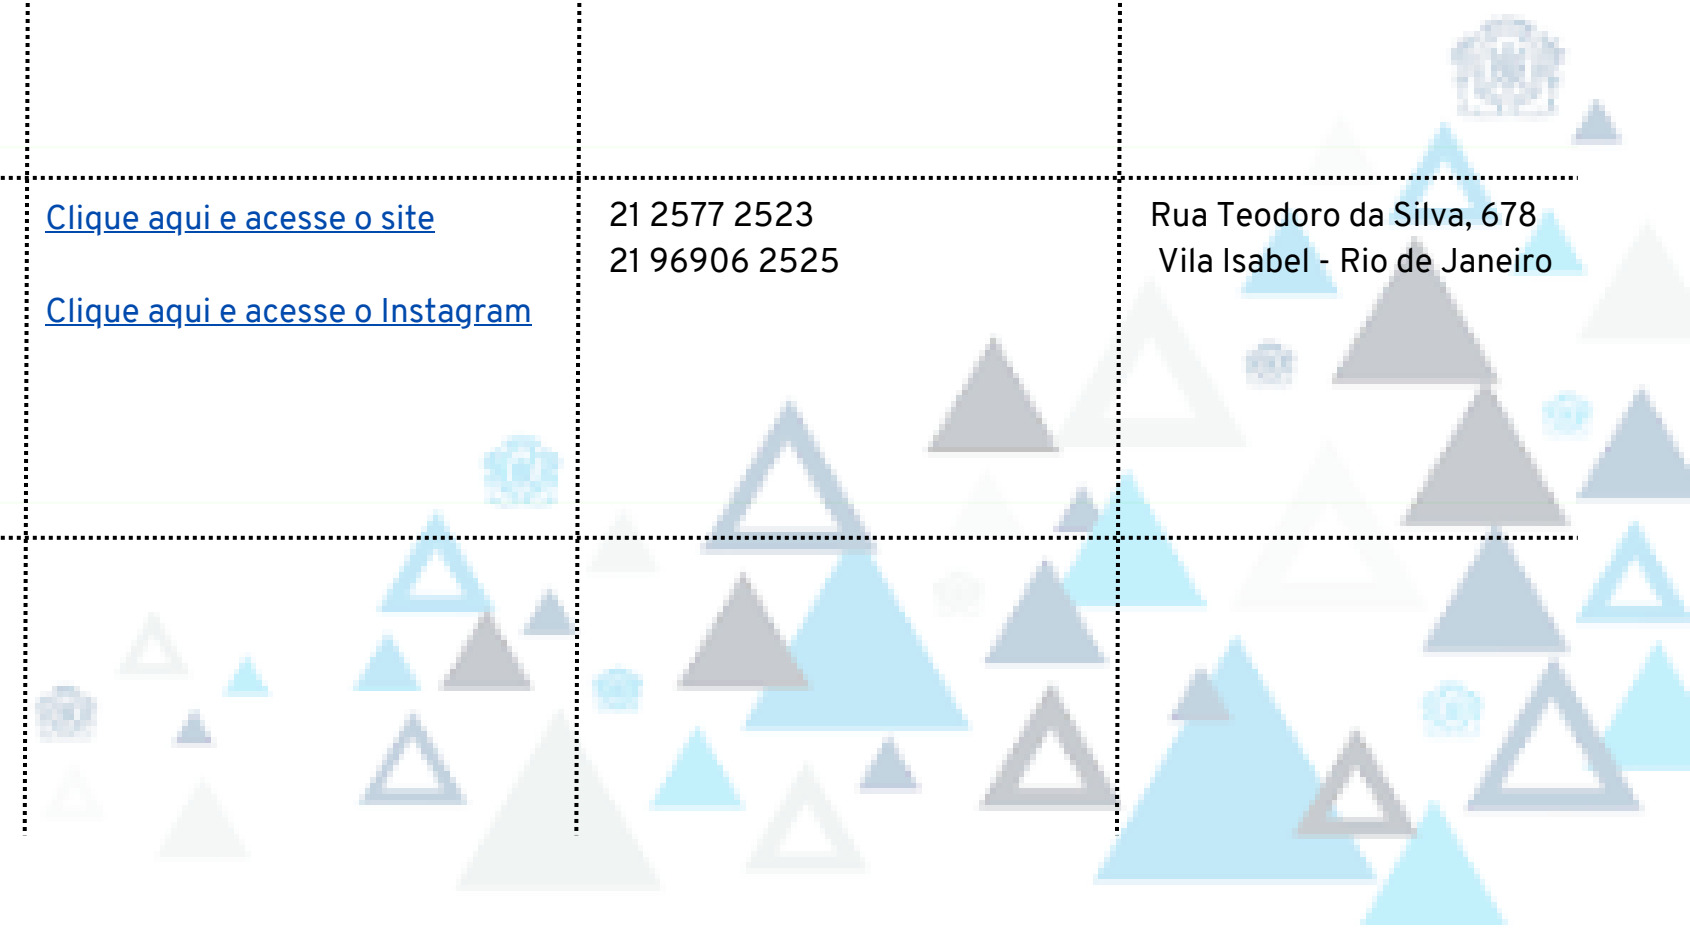 Clique aqui e acesse o site
Clique aqui e acesse o Instagram
21 2577 2523
21 96906 2525
Rua Teodoro da Silva, 678
Vila Isabel - Rio de Janeiro